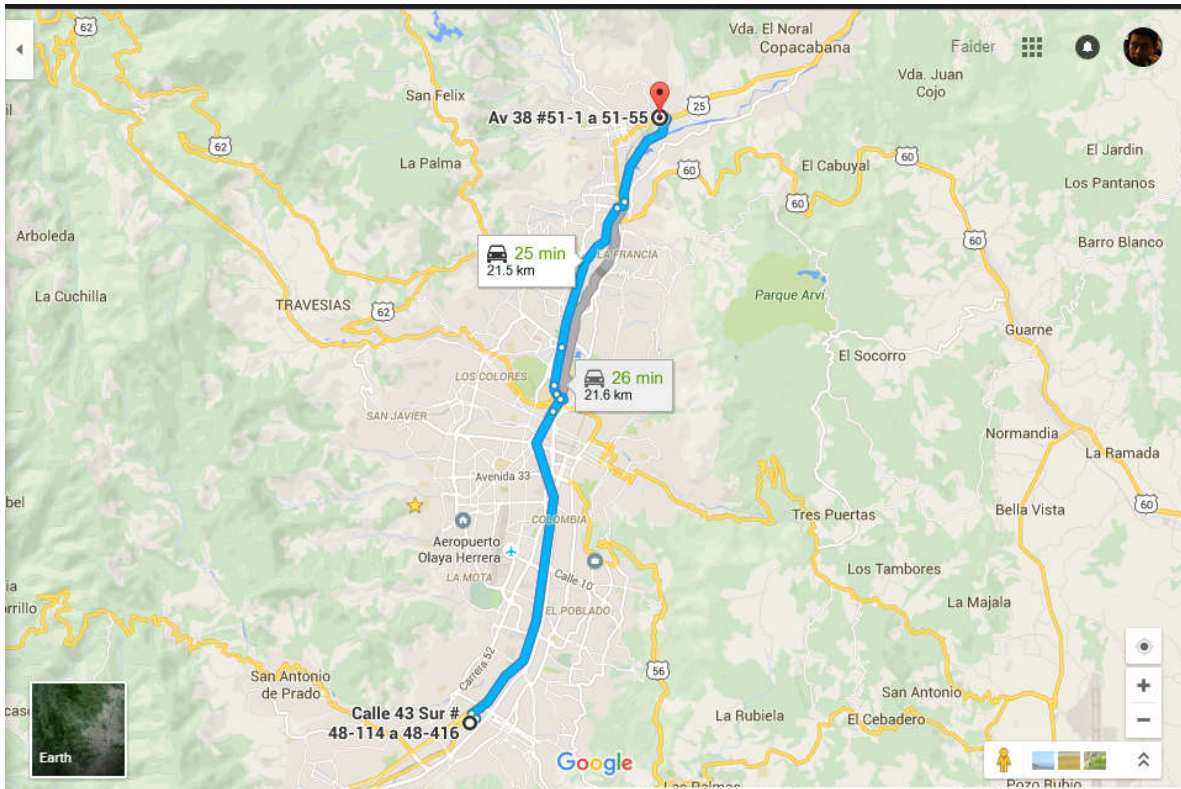 62
Vda. El Noral
Copacabana
Faider
Vda. Juan
Cojo
San Felix
Av 38 #51-1 a 51-55
25
62
La Palma
60
El Cabuyal
60
El Jardin
Los Pantanos
60
Arboleda
60
Barro Blanco
25 min
21.5 km
LA FRANCIA
La Cuchilla
TRAVESIAS
62
Parque Arvi
Guarne
El Socorro
LOS COLORES
26 min
21.6 km
SAN JAVIER
Normandia
La Ramada
Avenida 33
Bella Vista
60
Tres Puertas
COLOMBIA
Aeropuerto
Olaya Herrera
LA MOTA
Calle 10
Los Tambores
EL POBLADO
La Majala
Carrera 52
San Antonio
de Prado
56
San Antonio
Calle 43 Sur #
48-114 a 48-416
La Rubiela
El Cebadero
Earth
Google
Las Palmas
Pozo Rubio